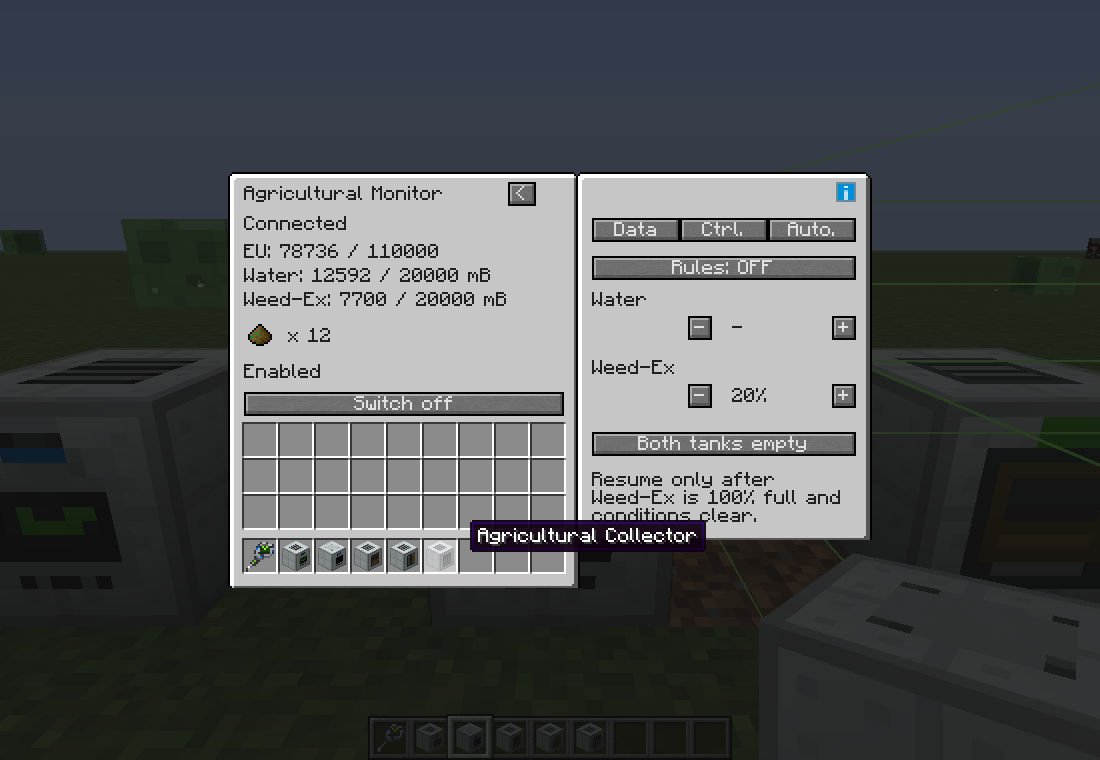 Agricultural Monitor
<
Connected
EU: 78736 / 110000
Water: 12592 / 20000 mB
Weed-Ex: 7700 / 20000 mB
x 12
Enabled
Switch off
i
Data Ctrl. Auto.
Rules: OFF
Water
- - +
Weed-Ex
- 20% +
Both tanks empty
Resume only after
Weed-Ex is 100% full and
conditions clear.
Agricultural Collector